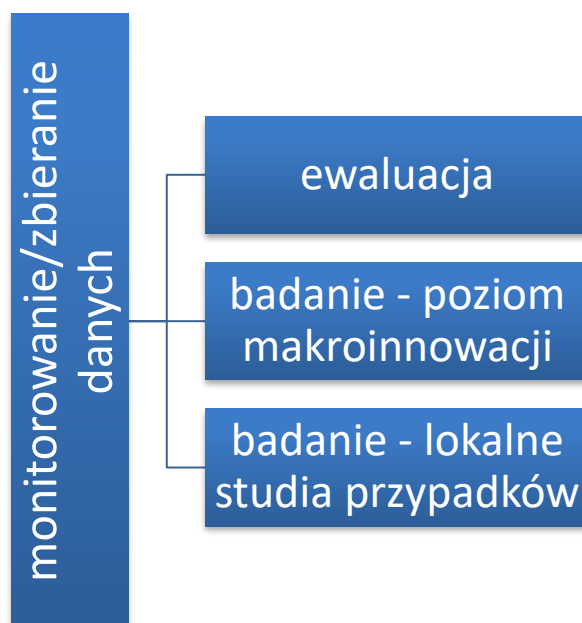 monitorowanie/zbieranie
danych
ewaluacja
badanie - poziom
makroinnowacji
badanie - lokalne
studia przypadków